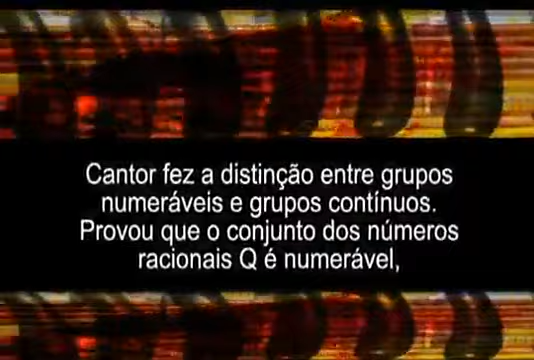 Cantor fez a distinção entre grupos
numeráveis e grupos contínuos.
Provou que o conjunto dos números
racionais Q é numerável,